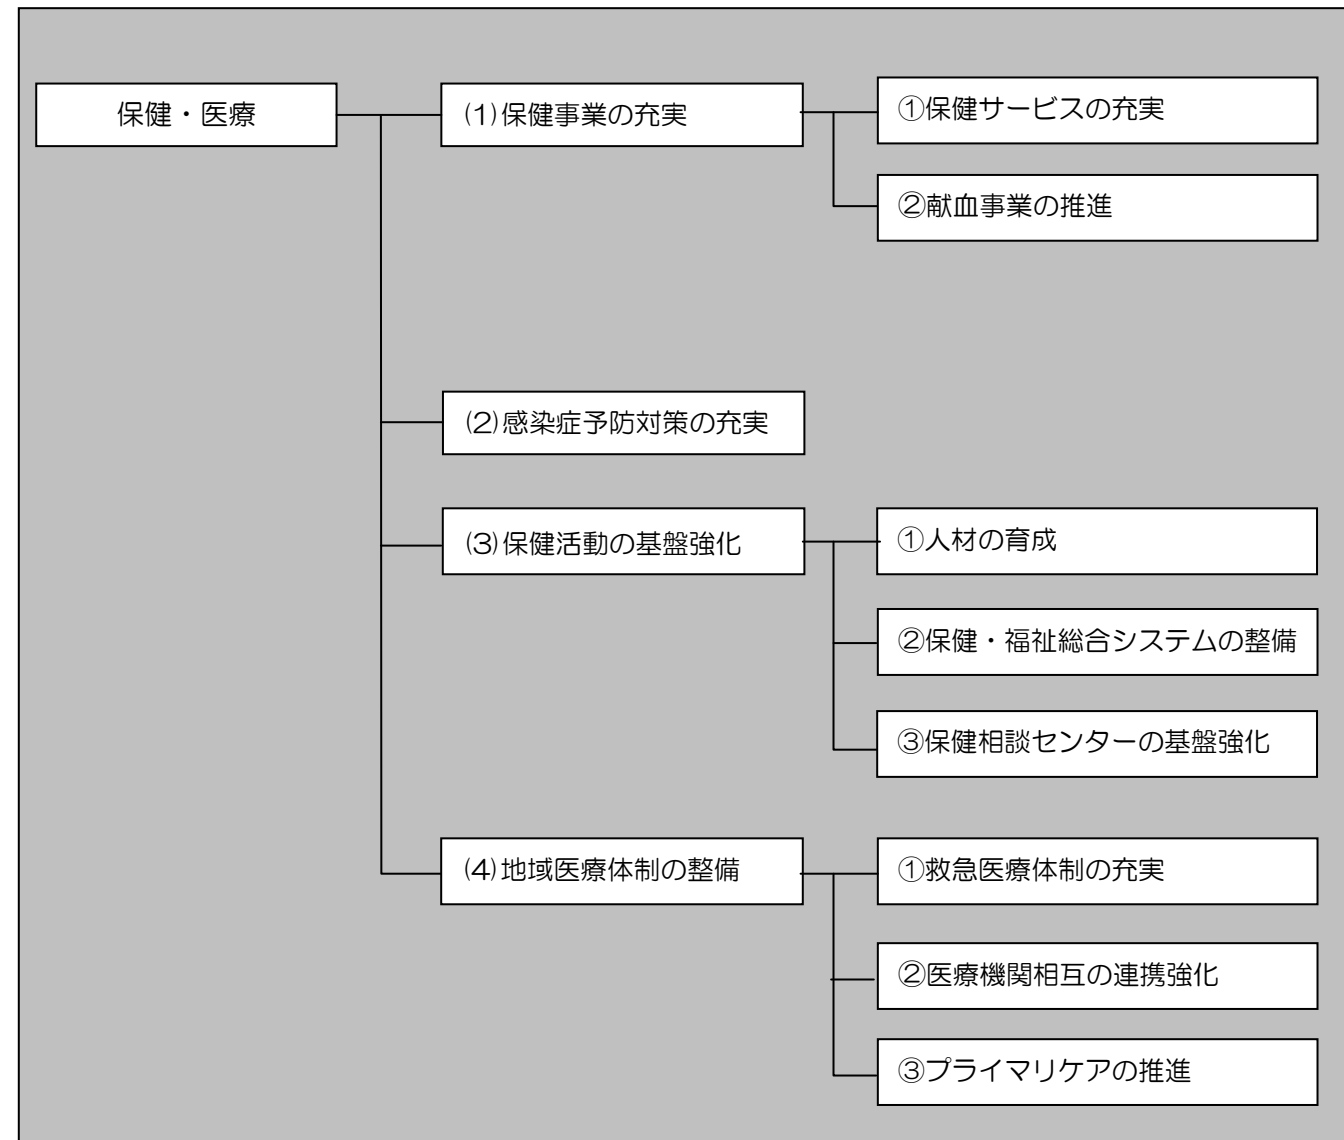 保健・医療
(1)保健事業の充実
①保健サービスの充実
②献血事業の推進
(2)感染症予防対策の充実
(3)保健活動の基盤強化
①人材の育成
②保健・福祉総合システムの整備
③保健相談センターの基盤強化
(4)地域医療体制の整備
①救急医療体制の充実
②医療機関相互の連携強化
③プライマリケアの推進